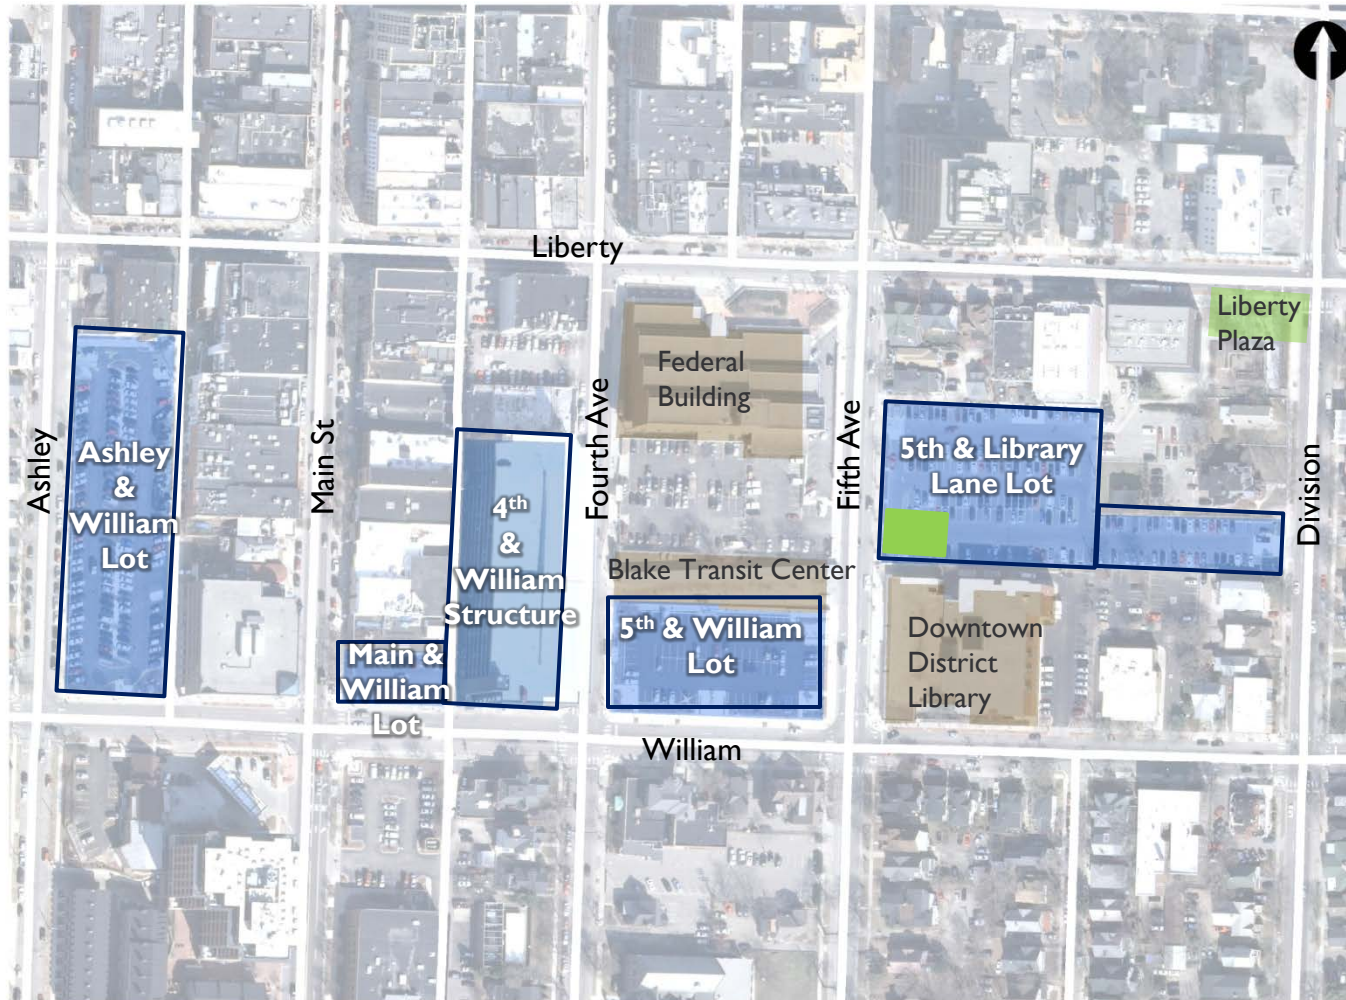 Liberty
Liberty
Plaza
Federal
Building
Ashley
Main St
Fourth Ave
Fifth Ave
Division
Ashley
&
William
Lot
4th
&
William
Structure
5th & Library
Lane Lot
Blake Transit Center
Main &
William
Lot
5th & William
Lot
Downtown
District
Library
William